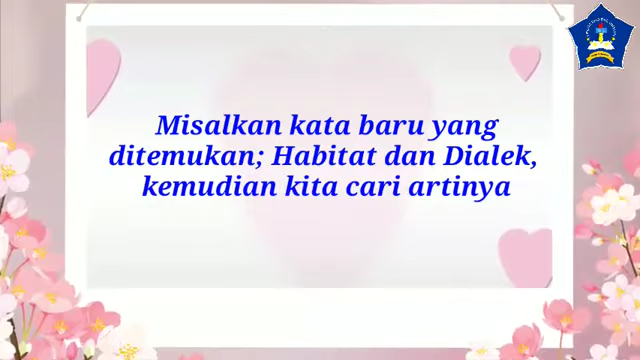 Misalkan kata baru yang
ditemukan; Habitat dan Dialek,
kemudian kita cari artinya